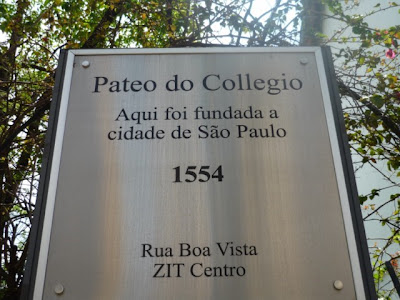 Pateo do Collegio
Aqui foi fundada a
cidade de São Paulo
1554
Rua Boa Vista
ZIT Centro